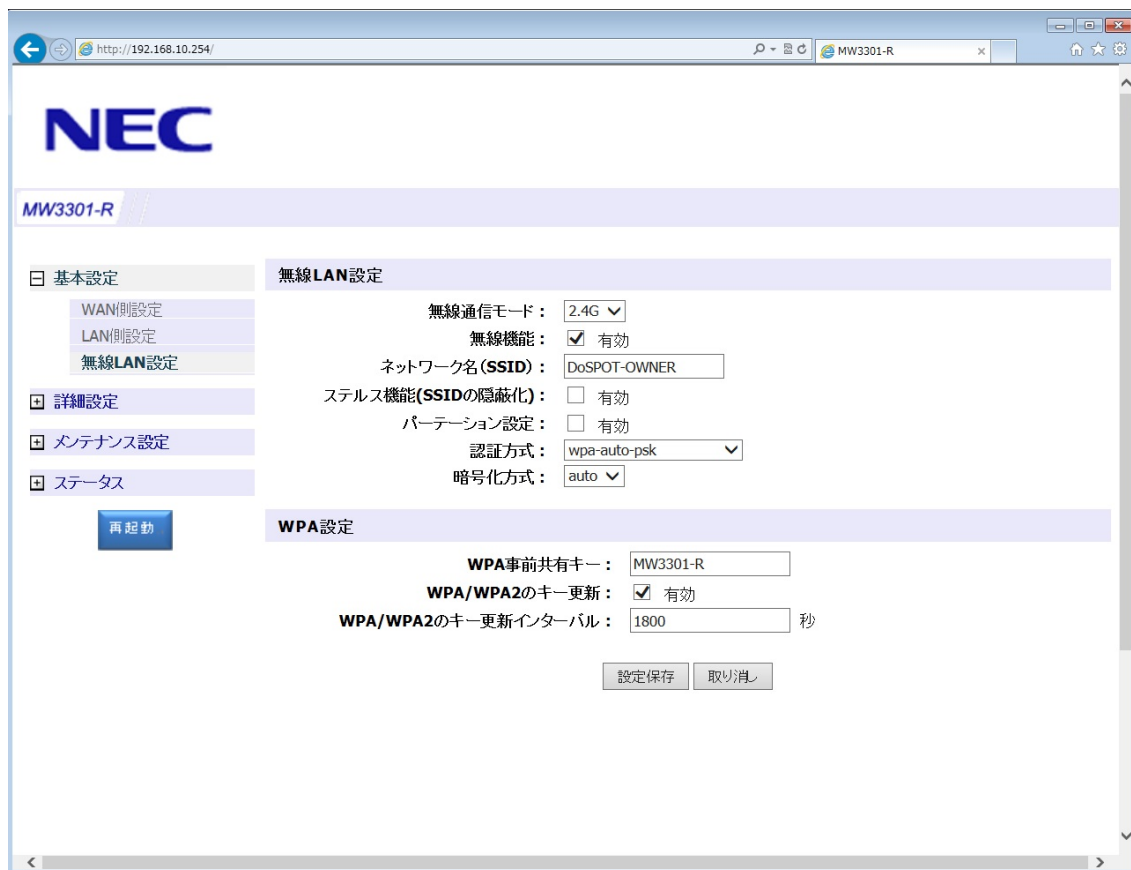 http://192.168.10.254/
MW3301-R
NEC
MW3301-R
基本設定
WAN側設定
LAN側設定
無線LAN設定
詳細設定
メンテナンス設定
ステータス
再起動
無線LAN設定
無線通信モード： 2.4G
無線機能： 有効
ネットワーク名(SSID)： DoSPOT-OWNER
ステルス機能(SSIDの隠蔽化)： 有効
パーテーション設定： 有効
認証方式： wpa-auto-psk
暗号化方式： auto
WPA設定
WPA事前共有キー： MW3301-R
WPA/WPA2のキー更新： 有効
WPA/WPA2のキー更新インターバル： 1800 秒
設定保存 取り消し